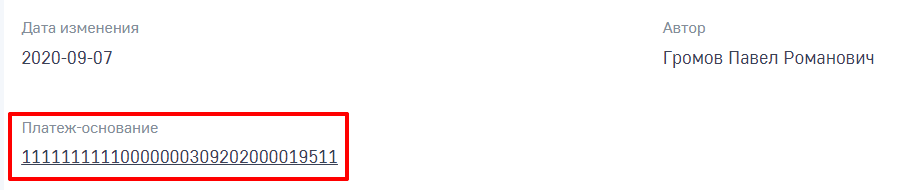 Дата изменения
Автор
2020-09-07
Громов Павел Романович
Платеж-основание
11111111110000000309202000019511